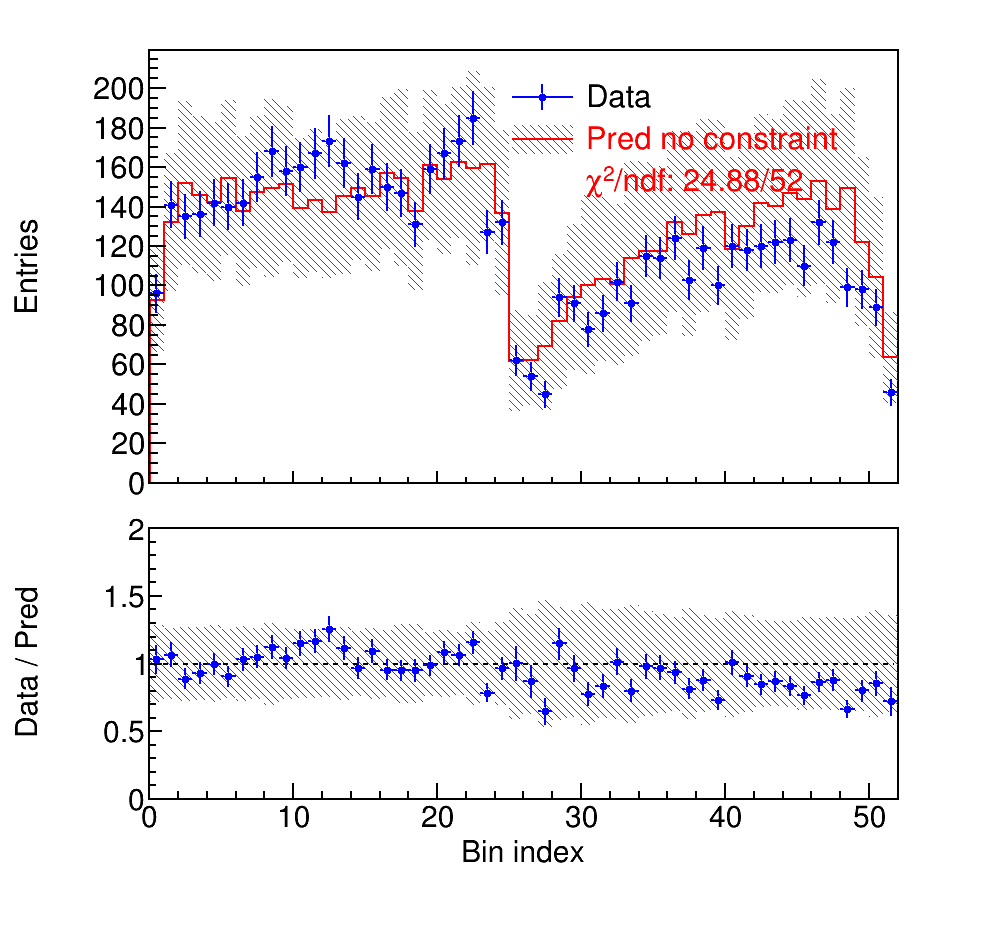 Entries
200
180
160
140
120
100
80
60
40
20
0
Data
Pred no constraint
χ²/ndf: 24.88/52
Data / Pred
2
1.5
1
0.5
0
0 10 20 30 40 50
Bin index